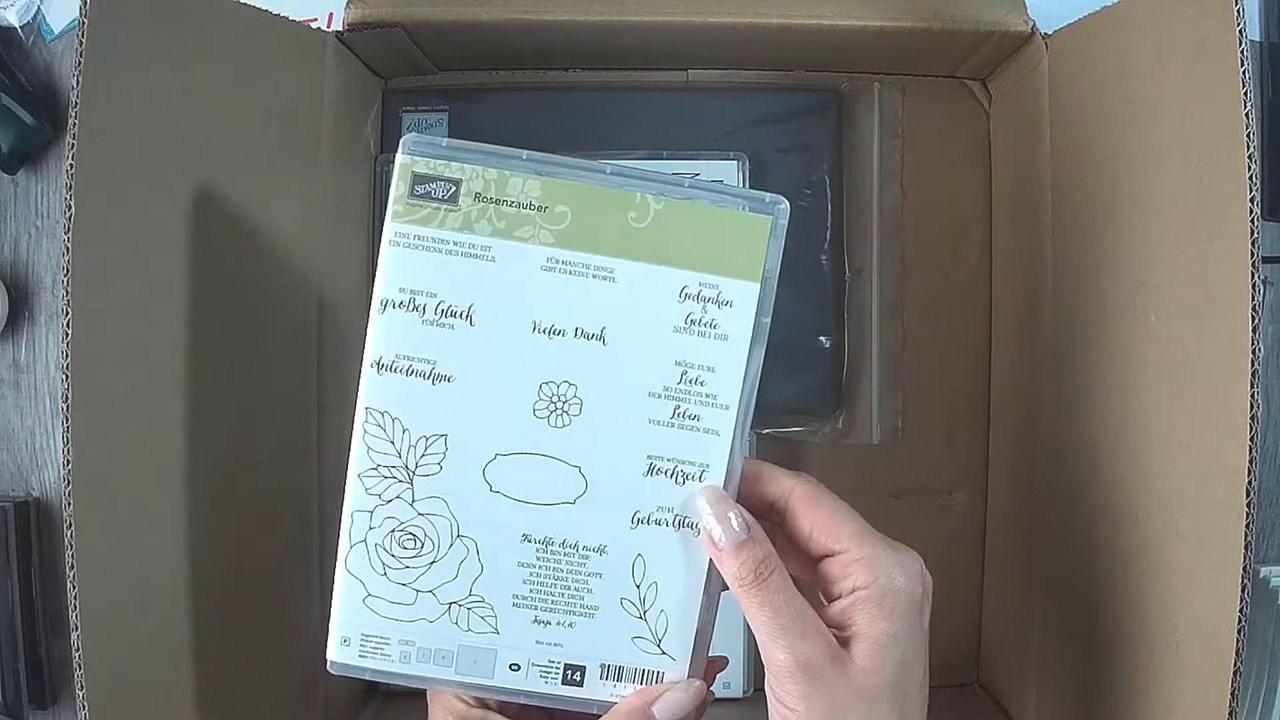 STAMPIN' UP!
Rosenzauber
EINE FREUNDIN WIE DU IST
EIN GESCHENK DES HIMMELS.
FÜR MANCHE DINGE
GIBT ES KEINE WORTE.
MEINE
Gedanken
&
Gebete
SIND BEI DIR
DU BIST EIN
großes Glück
FÜR MICH.
Vielen Dank
AUFRICHTIGE
Anteilnahme
MÖGE EURE
Liebe
SO ENDLOS WIE
DER HIMMEL UND EUER
Leben
VOLLER SEGEN SEIN.
BESTE WÜNSCHE ZUR
Hochzeit
ZUM
Geburtstag
Fürchte dich nicht,
ICH BIN MIT DIR;
WEICHE NICHT,
DENN ICH BIN DEIN GOTT.
ICH STÄRKE DICH,
ICH HELFE DIR AUCH,
ICH HALTE DICH
DURCH DIE RECHTE HAND
MEINER GERECHTIGKEIT.
Jesaja 41,10
Set of
14